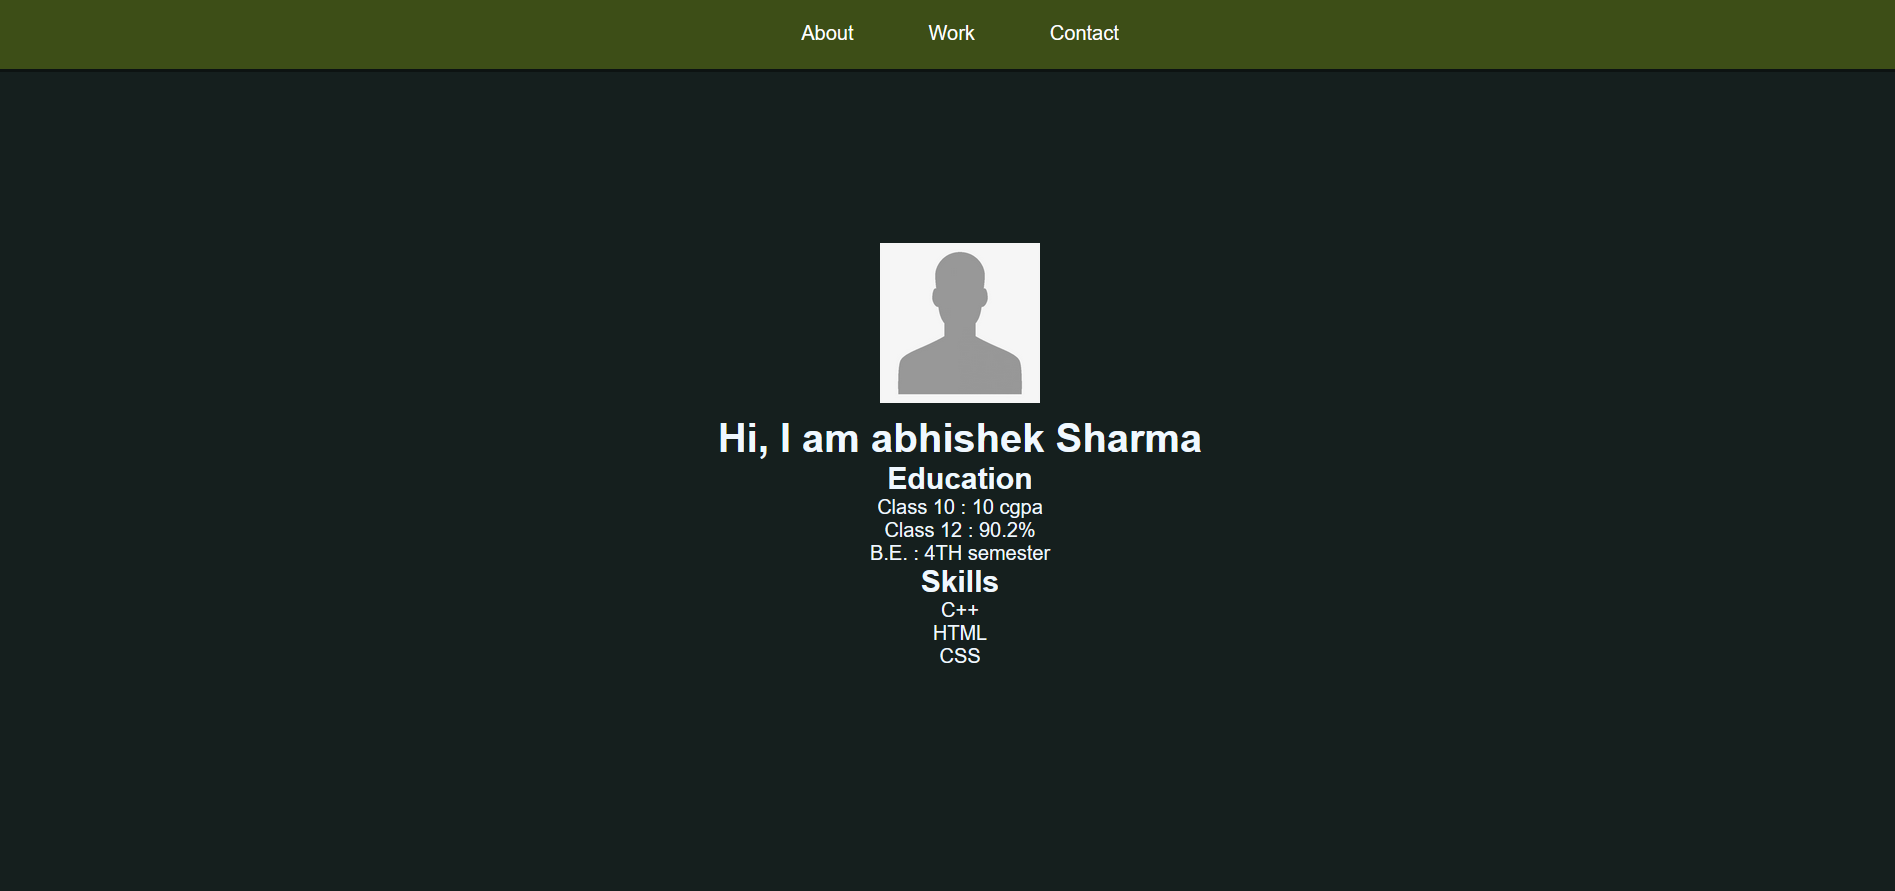 About Work Contact
Hi, I am abhishek Sharma
Education
Class 10 : 10 cgpa
Class 12 : 90.2%
B.E. : 4TH semester
Skills
C++
HTML
CSS